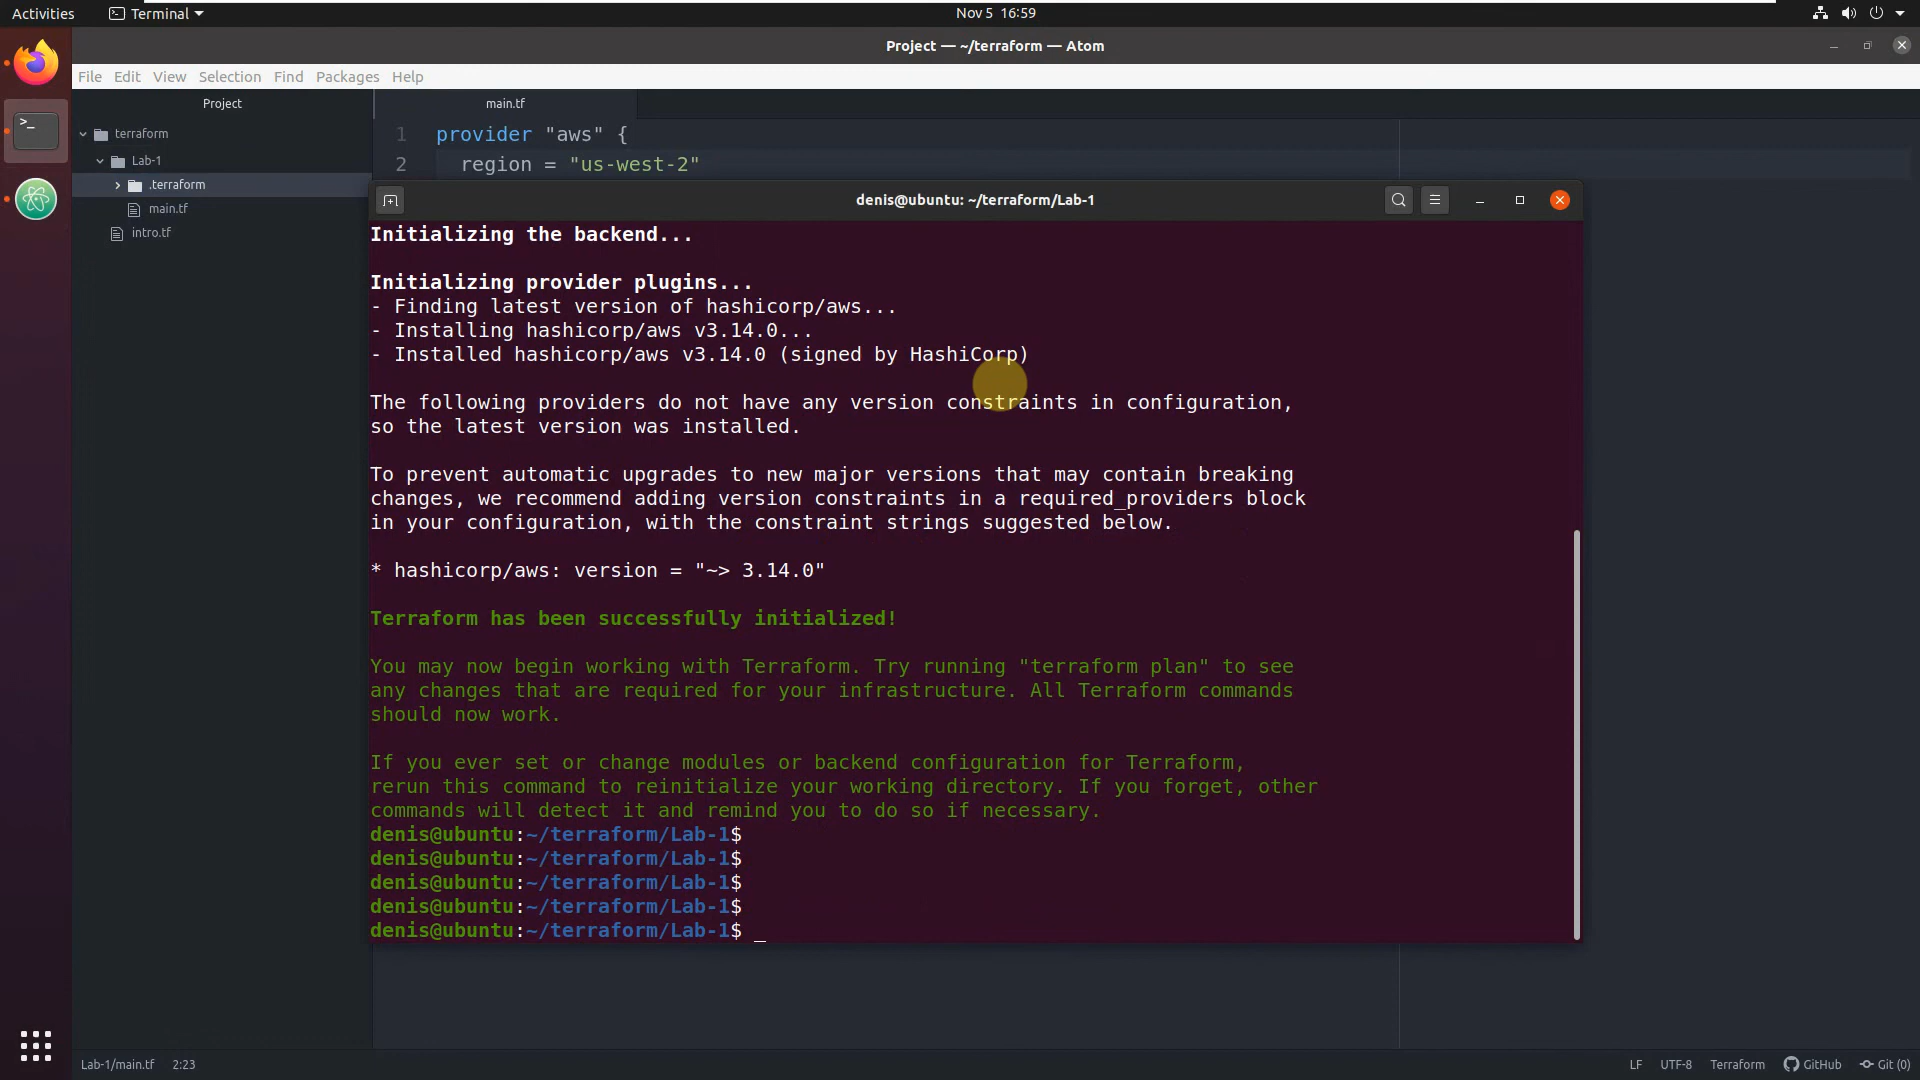 Activities
Terminal
Nov 5 16:59
Project — ~/terraform — Atom
File Edit View Selection Find Packages Help
Project
main.tf
terraform
Lab-1
.terraform
main.tf
intro.tf
1 provider "aws" {
2 region = "us-west-2"
>_
denis@ubuntu: ~/terraform/Lab-1
Initializing the backend...
Initializing provider plugins...
- Finding latest version of hashicorp/aws...
- Installing hashicorp/aws v3.14.0...
- Installed hashicorp/aws v3.14.0 (signed by HashiCorp)
The following providers do not have any version constraints in configuration,
so the latest version was installed.
To prevent automatic upgrades to new major versions that may contain breaking
changes, we recommend adding version constraints in a required_providers block
in your configuration, with the constraint strings suggested below.
* hashicorp/aws: version = "~> 3.14.0"
Terraform has been successfully initialized!
You may now begin working with Terraform. Try running "terraform plan" to see
any changes that are required for your infrastructure. All Terraform commands
should now work.
If you ever set or change modules or backend configuration for Terraform,
rerun this command to reinitialize your working directory. If you forget, other
commands will detect it and remind you to do so if necessary.
denis@ubuntu:~/terraform/Lab-1$
denis@ubuntu:~/terraform/Lab-1$
denis@ubuntu:~/terraform/Lab-1$
denis@ubuntu:~/terraform/Lab-1$
denis@ubuntu:~/terraform/Lab-1$ _
Lab-1/main.tf 2:23
LF UTF-8 Terraform GitHub Git (0)